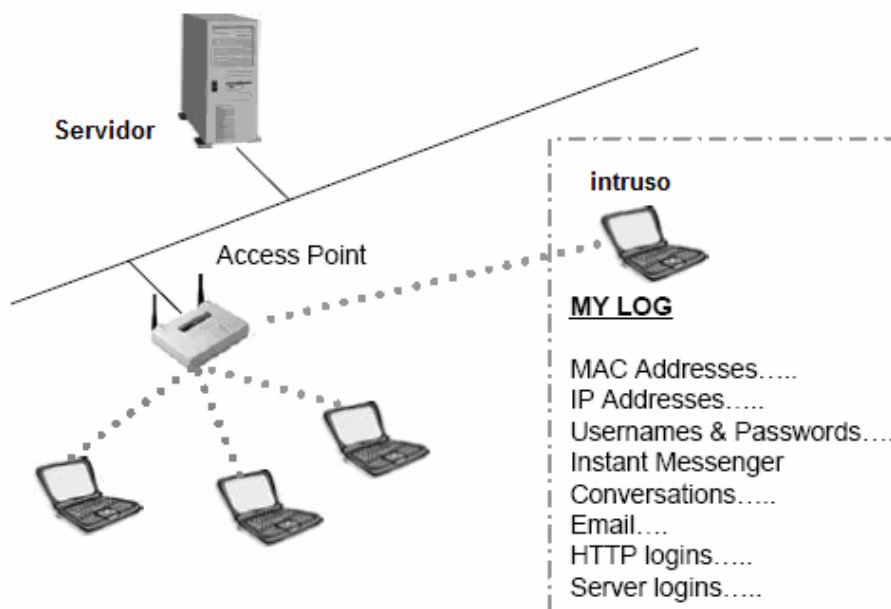 Servidor
Access Point
intruso
MY LOG
MAC Addresses…..
IP Addresses…..
Usernames & Passwords….
Instant Messenger
Conversations…..
Email….
HTTP logins…..
Server logins…..